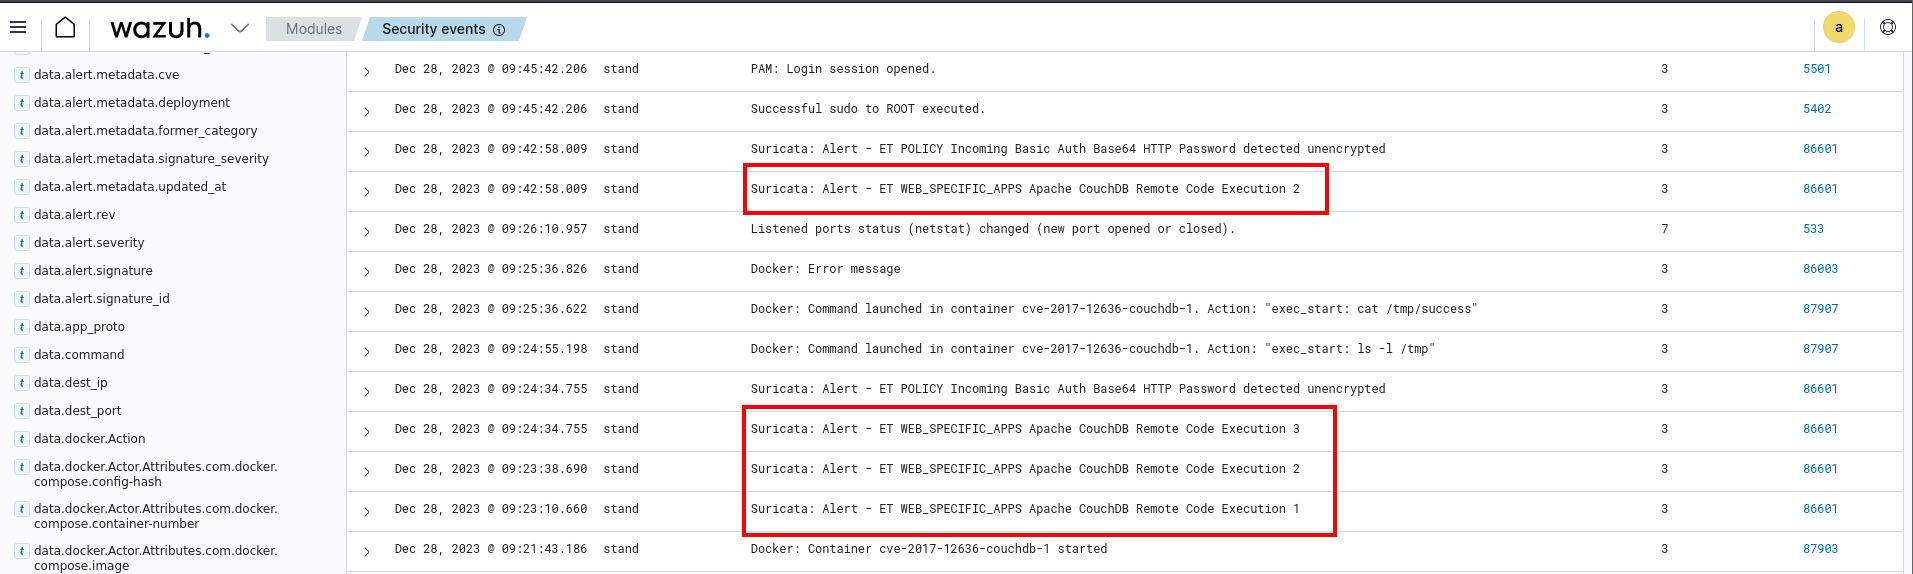 wazuh.
Modules
Security events
a
data.alert.metadata.cve
data.alert.metadata.deployment
data.alert.metadata.former_category
data.alert.metadata.signature_severity
data.alert.metadata.updated_at
data.alert.rev
data.alert.severity
data.alert.signature
data.alert.signature_id
data.app_proto
data.command
data.dest_ip
data.dest_port
data.docker.Action
data.docker.Actor.Attributes.com.docker.
compose.config-hash
data.docker.Actor.Attributes.com.docker.
compose.container-number
data.docker.Actor.Attributes.com.docker.
compose.image
Dec 28, 2023 @ 09:45:42.206 stand PAM: Login session opened. 3 5501
Dec 28, 2023 @ 09:45:42.206 stand Successful sudo to ROOT executed. 3 5402
Dec 28, 2023 @ 09:42:58.009 stand Suricata: Alert - ET POLICY Incoming Basic Auth Base64 HTTP Password detected unencrypted 3 86601
Dec 28, 2023 @ 09:42:58.009 stand Suricata: Alert - ET WEB_SPECIFIC_APPS Apache CouchDB Remote Code Execution 2 3 86601
Dec 28, 2023 @ 09:26:10.957 stand Listened ports status (netstat) changed (new port opened or closed). 7 533
Dec 28, 2023 @ 09:25:36.826 stand Docker: Error message 3 86003
Dec 28, 2023 @ 09:25:36.622 stand Docker: Command launched in container cve-2017-12636-couchdb-1. Action: "exec_start: cat /tmp/success" 3 87907
Dec 28, 2023 @ 09:24:55.198 stand Docker: Command launched in container cve-2017-12636-couchdb-1. Action: "exec_start: ls -l /tmp" 3 87907
Dec 28, 2023 @ 09:24:34.755 stand Suricata: Alert - ET POLICY Incoming Basic Auth Base64 HTTP Password detected unencrypted 3 86601
Dec 28, 2023 @ 09:24:34.755 stand Suricata: Alert - ET WEB_SPECIFIC_APPS Apache CouchDB Remote Code Execution 3 3 86601
Dec 28, 2023 @ 09:23:38.690 stand Suricata: Alert - ET WEB_SPECIFIC_APPS Apache CouchDB Remote Code Execution 2 3 86601
Dec 28, 2023 @ 09:23:10.660 stand Suricata: Alert - ET WEB_SPECIFIC_APPS Apache CouchDB Remote Code Execution 1 3 86601
Dec 28, 2023 @ 09:21:43.186 stand Docker: Container cve-2017-12636-couchdb-1 started 3 87903